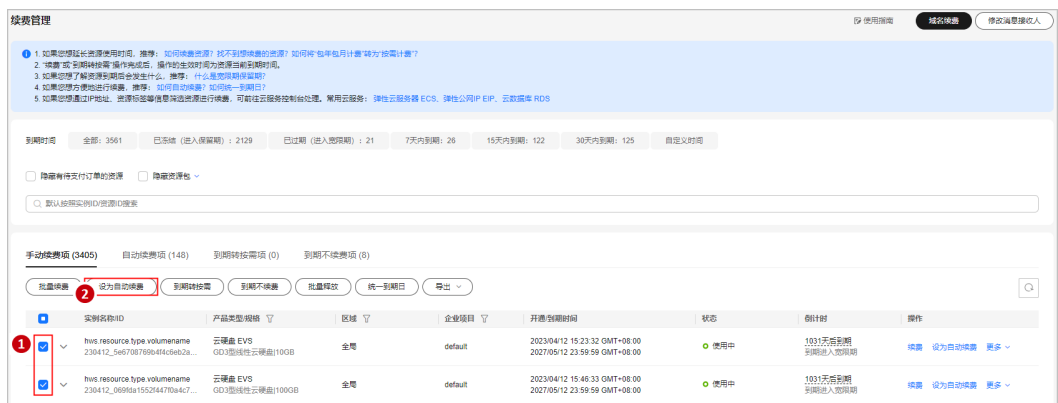 续费管理
使用指南 域名续费 修改消息接收人
1. 如果您想延长资源使用时间，推荐： 如何续费资源？找不到想续费的资源？如何将“包年包月计费”转为“按需计费”？
2. “续费”或“到期转按需”操作完成后，操作的生效时间为资源当前到期时间。
3. 如果您想了解资源到期后会发生什么，推荐： 什么是宽限期保留期？
4. 如果您想方便地进行续费，推荐： 如何自动续费？如何统一到期日？
5. 如果您想通过IP地址、资源标签等信息筛选资源进行续费，可前往云服务控制台处理。常用云服务： 弹性云服务器 ECS、弹性公网IP EIP、云数据库 RDS
到期时间 全部：3561 已冻结（进入保留期）：2129 已过期（进入宽限期）：21 7天内到期：26 15天内到期：122 30天内到期：125 自定义时间
隐藏有待支付订单的资源 隐藏资源包
默认按照实例ID/资源ID搜索
手动续费项 (3405) 自动续费项 (148) 到期转按需项 (0) 到期不续费项 (8)
批量续费 设为自动续费 到期转按需 到期不续费 批量释放 统一到期日 导出
2
实例名称/ID 产品类型/规格 区域 企业项目 开通/到期时间 状态 倒计时 操作
1 hws.resource.type.volumename 云硬盘 EVS 全局 default 2023/04/12 15:23:32 GMT+08:00 使用中 1031天后到期 续费 设为自动续费 更多
230412_5e6708769b4f4c6eb2a... GD3型线性云硬盘|10GB 2027/05/12 23:59:59 GMT+08:00 到期进入宽限期
hws.resource.type.volumename 云硬盘 EVS 全局 default 2023/04/12 15:46:33 GMT+08:00 使用中 1031天后到期 续费 设为自动续费 更多
230412_069fda1552f447f0a4c7... GD3型线性云硬盘|100GB 2027/05/12 23:59:59 GMT+08:00 到期进入宽限期